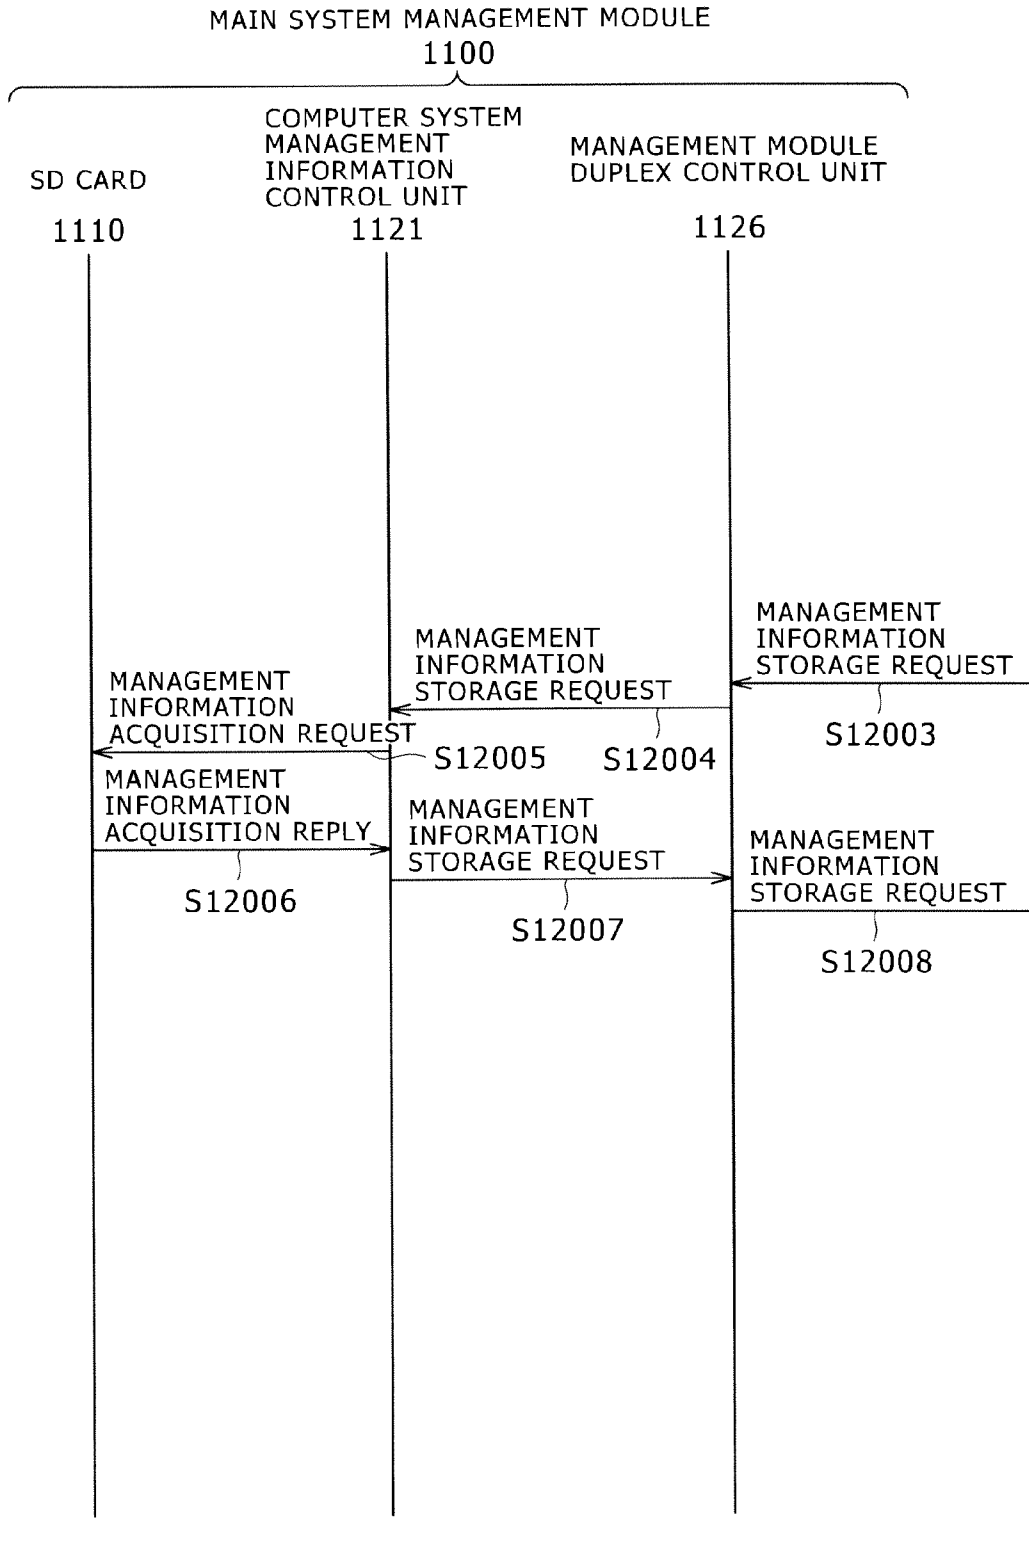 MAIN SYSTEM MANAGEMENT MODULE
1100
SD CARD
1110
COMPUTER SYSTEM
MANAGEMENT
INFORMATION
CONTROL UNIT
1121
MANAGEMENT MODULE
DUPLEX CONTROL UNIT
1126
MANAGEMENT
INFORMATION
STORAGE REQUEST
S12003
MANAGEMENT
INFORMATION
STORAGE REQUEST
S12004
MANAGEMENT
INFORMATION
ACQUISITION REQUEST
S12005
MANAGEMENT
INFORMATION
ACQUISITION REPLY
S12006
MANAGEMENT
INFORMATION
STORAGE REQUEST
S12007
MANAGEMENT
INFORMATION
STORAGE REQUEST
S12008